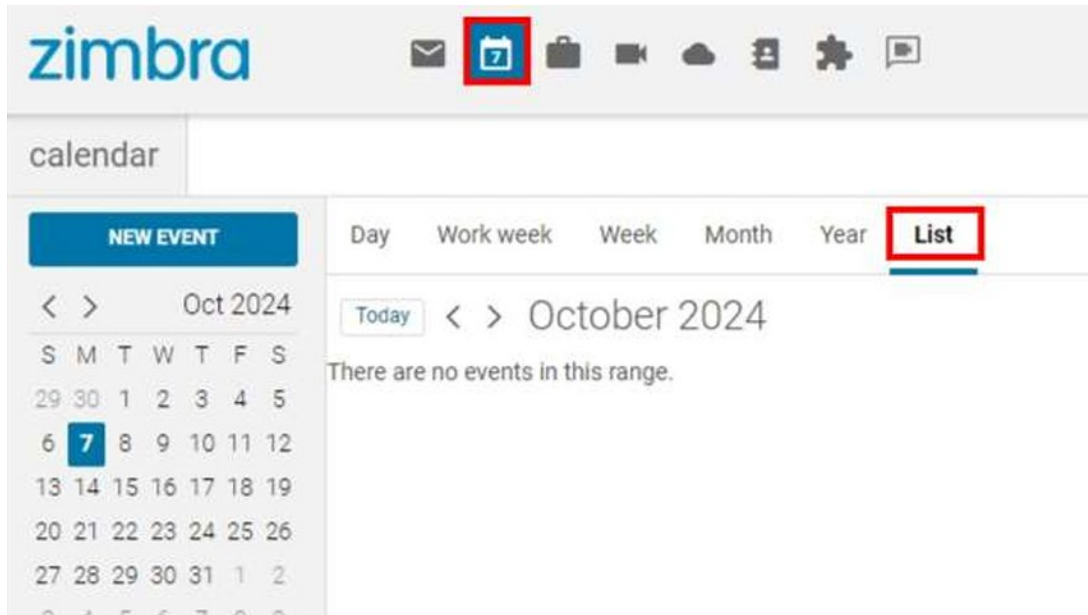 zimbra
7
calendar
NEW EVENT
Day Work week Week Month Year List
Oct 2024
Today October 2024
S M T W T F S
There are no events in this range.
29 30 1 2 3 4 5
6 7 8 9 10 11 12
13 14 15 16 17 18 19
20 21 22 23 24 25 26
27 28 29 30 31 1 2